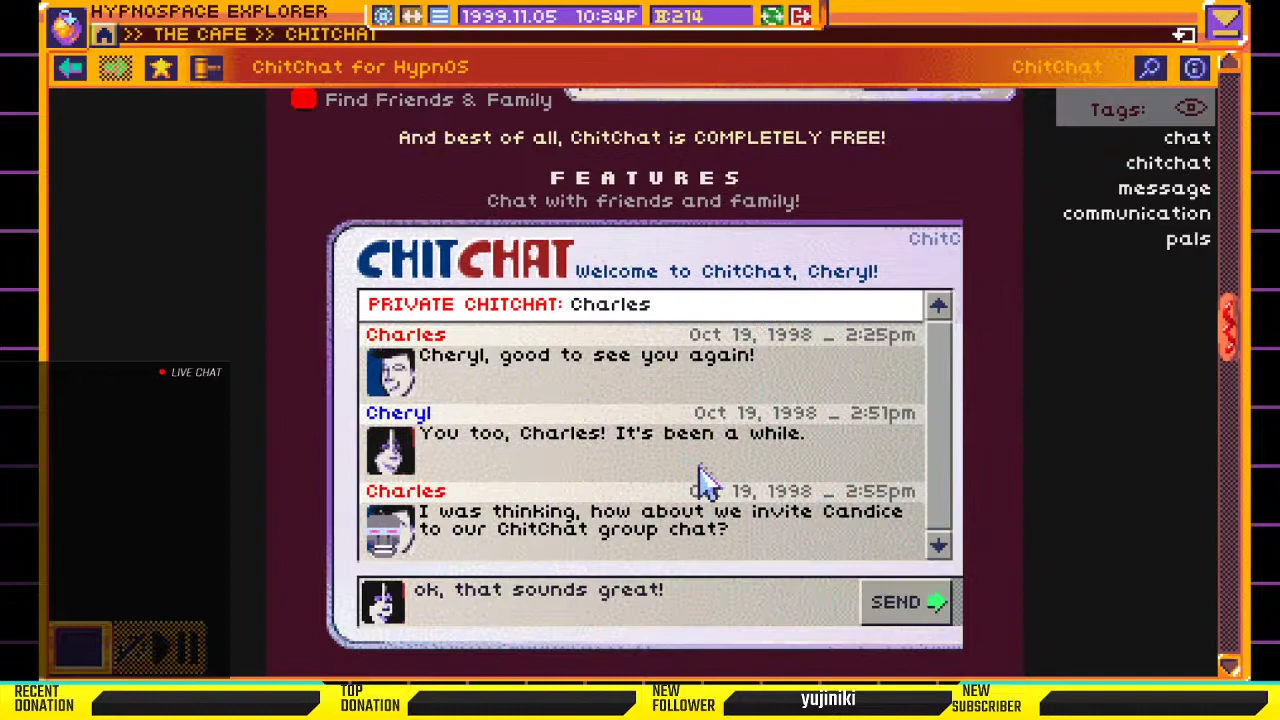 HYPNOSPACE EXPLORER
1999.11.05 10:34P
214
>> THE CAFE >> CHITCHAT
ChitChat for HypnOS
ChitChat
Find Friends & Family
And best of all, ChitChat is COMPLETELY FREE!
FEATURES
Chat with friends and family!
Tags:
chat
chitchat
message
communication
pals
ChitC
CHITCHAT Welcome to ChitChat, Cheryl!
PRIVATE CHITCHAT: Charles
Charles Oct 19, 1998 _ 2:25pm
Cheryl, good to see you again!
Cheryl Oct 19, 1998 _ 2:51pm
You too, Charles! It's been a while.
Charles Oct 19, 1998 _ 2:55pm
I was thinking, how about we invite Candice
to our ChitChat group chat?
ok, that sounds great!
SEND
LIVE CHAT
RECENT
DONATION
TOP
DONATION
NEW
FOLLOWER
yujiniki
NEW
SUBSCRIBER